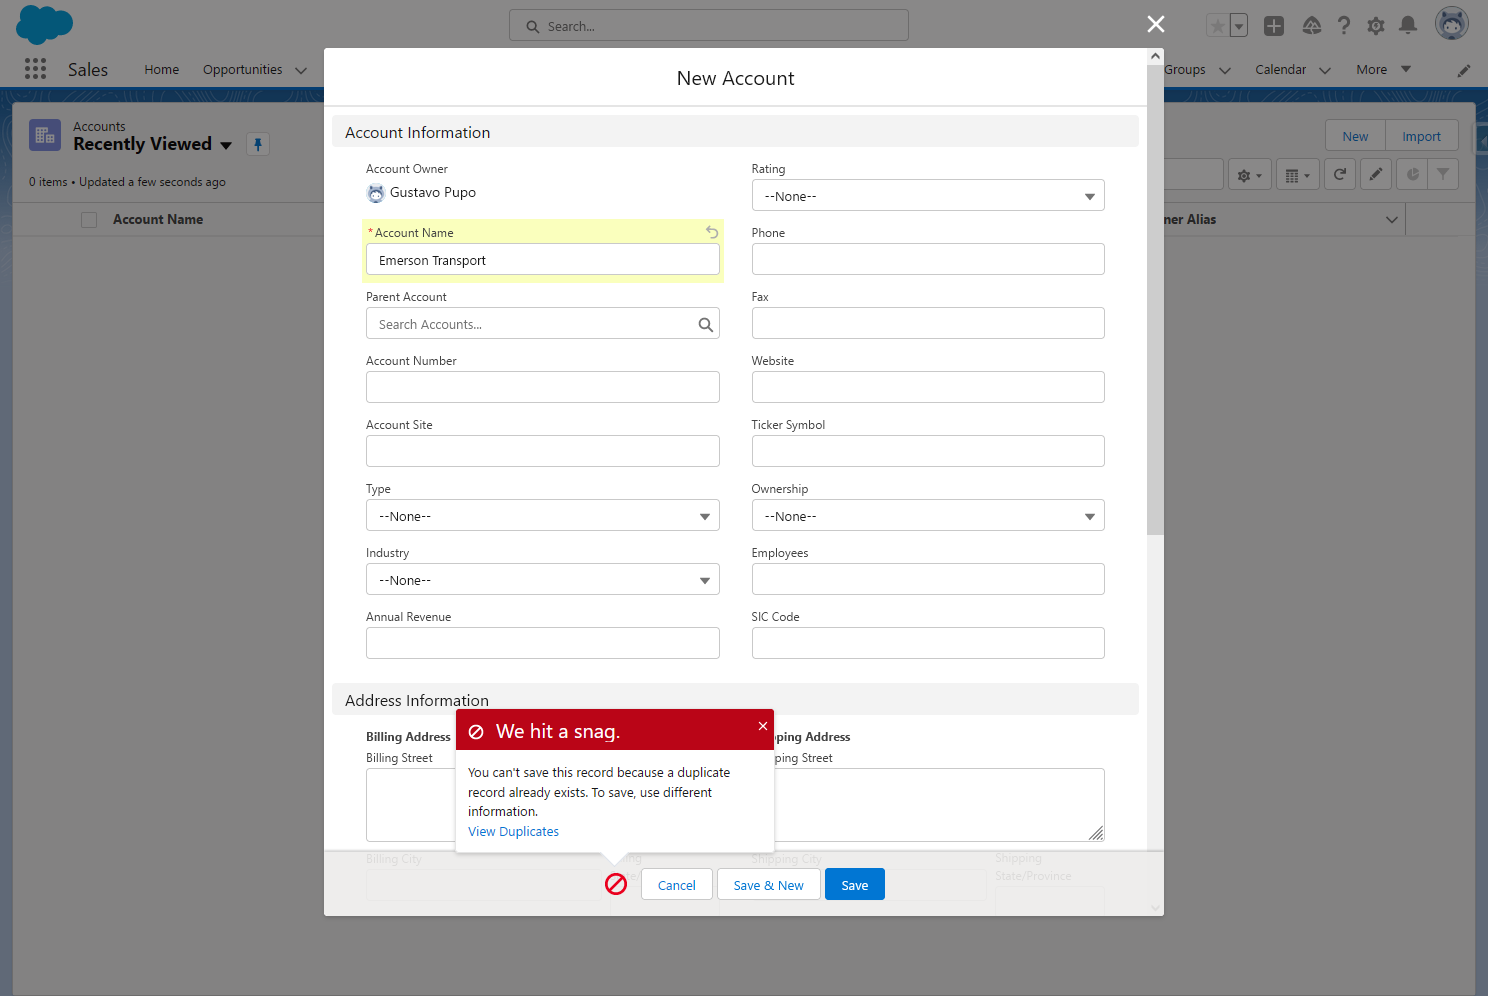 Search...
Sales
Home
Opportunities
Groups
Calendar
More
New Account
Accounts
Recently Viewed
New
Import
0 items • Updated a few seconds ago
Account Name
Alias
Account Information
Account Owner
Gustavo Pupo
Rating
--None--
*Account Name
Emerson Transport
Phone
Parent Account
Search Accounts...
Fax
Account Number
Website
Account Site
Ticker Symbol
Type
--None--
Ownership
--None--
Industry
--None--
Employees
Annual Revenue
SIC Code
Address Information
Billing Address
Billing Street
Address
Street
We hit a snag.
You can't save this record because a duplicate
record already exists. To save, use different
information.
View Duplicates
Billing City
Shipping City
Shipping
State/Province
Cancel
Save & New
Save